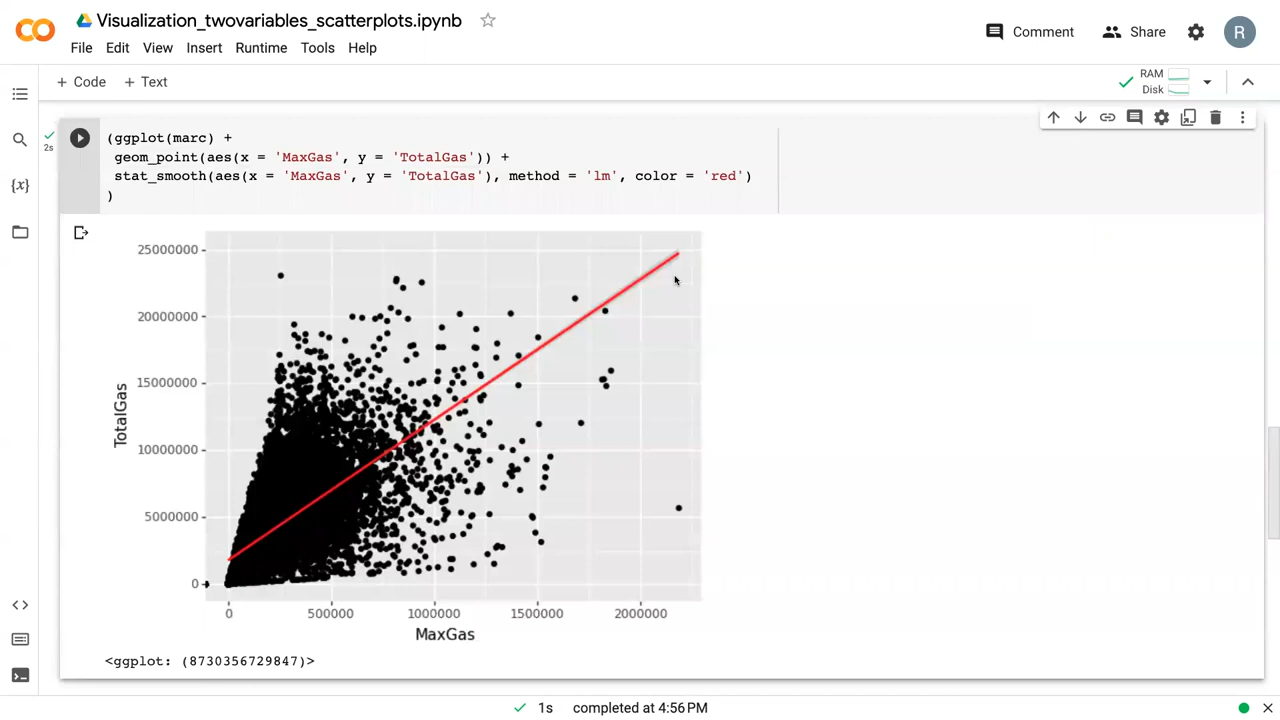 Visualization_twovariables_scatterplots.ipynb
File Edit View Insert Runtime Tools Help
Comment
Share
R
+ Code + Text
RAM
Disk
2s
(ggplot(marc) +
geom_point(aes(x = 'MaxGas', y = 'TotalGas')) +
stat_smooth(aes(x = 'MaxGas', y = 'TotalGas'), method = 'lm', color = 'red')
)
{x}
25000000
20000000
15000000
10000000
5000000
0
TotalGas
0 500000 1000000 1500000 2000000
MaxGas
<ggplot: (8730356729847)>
1s completed at 4:56 PM